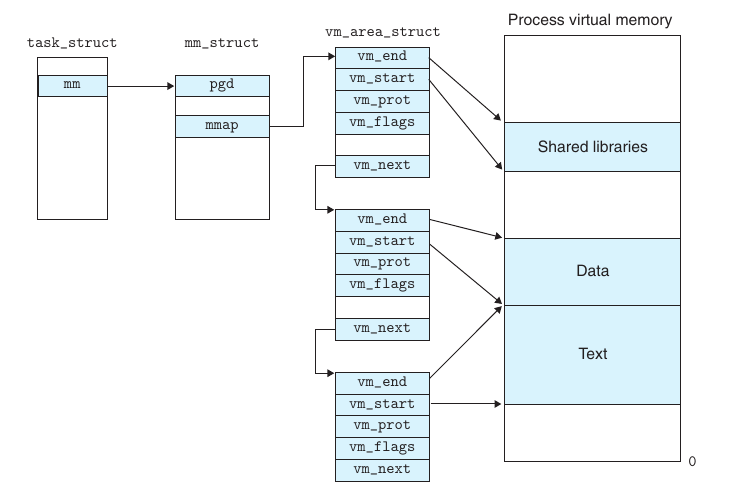 Process virtual memory
vm_area_struct
task_struct
mm_struct
mm
pgd
mmap
vm_end
vm_start
vm_prot
vm_flags
vm_next
vm_end
vm_start
vm_prot
vm_flags
vm_next
vm_end
vm_start
vm_prot
vm_flags
vm_next
Shared libraries
Data
Text
0